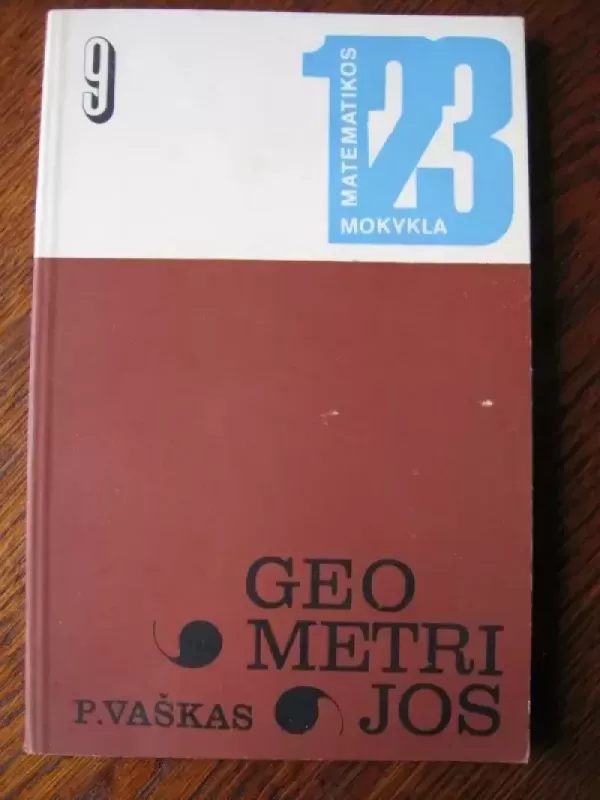 9
123
MATEMATIKOS
MOKYKLA
GEO
METRI
JOS
P.VAŠKAS